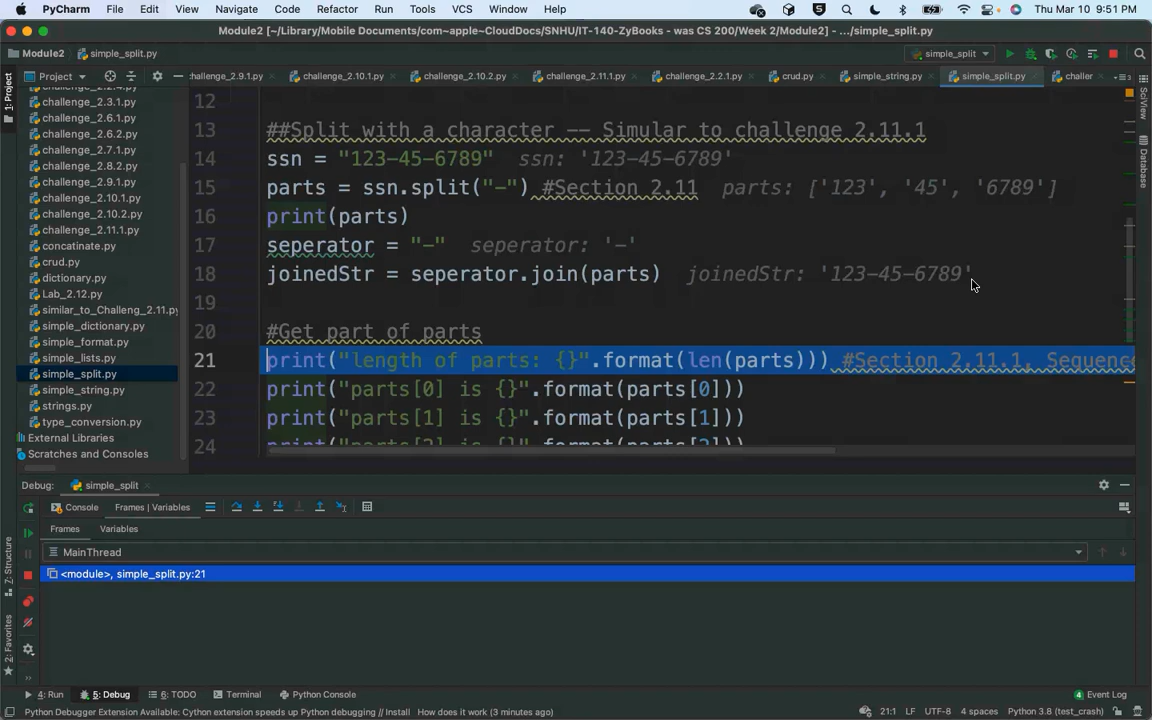 PyCharm File Edit View Navigate Code Refactor Run Tools VCS Window Help Thu Mar 10 9:51 PM
Module2 [~/Library/Mobile Documents/com~apple~CloudDocs/SNHU/IT-140-ZyBooks - was CS 200/Week 2/Module2] - .../simple_split.py
Module2 simple_split.py simple_split
1: Project
Project
challenge_2.9.1.py challenge_2.10.1.py challenge_2.10.2.py challenge_2.11.1.py challenge_2.2.1.py crud.py simple_string.py simple_split.py challer
challenge_2.3.1.py
challenge_2.6.1.py
challenge_2.6.2.py
challenge_2.7.1.py
challenge_2.8.2.py
challenge_2.9.1.py
challenge_2.10.1.py
challenge_2.10.2.py
challenge_2.11.1.py
concatinate.py
crud.py
dictionary.py
Lab_2.12.py
similar_to_Challeng_2.11.py
simple_dictionary.py
simple_format.py
simple_lists.py
simple_split.py
simple_string.py
strings.py
type_conversion.py
External Libraries
Scratches and Consoles
12
13 ##Split with a character -- Simular to challenge 2.11.1
14 ssn = "123-45-6789" ssn: '123-45-6789'
15 parts = ssn.split("-") #Section 2.11 parts: ['123', '45', '6789']
16 print(parts)
17 seperator = "-" seperator: '-'
18 joinedStr = seperator.join(parts) joinedStr: '123-45-6789'
19
20 #Get part of parts
21 print("length of parts: {}".format(len(parts))) #Section 2.11.1, Sequenc
22 print("parts[0] is {}".format(parts[0]))
23 print("parts[1] is {}".format(parts[1]))
24 print("parts[2] is {}".format(parts[2]))
SciView
Database
Debug: simple_split
Console Frames | Variables
Frames Variables
MainThread
<module>, simple_split.py:21
Z: Structure
2: Favorites
4: Run 5: Debug 6: TODO Terminal Python Console Event Log
Python Debugger Extension Available: Cython extension speeds up Python debugging // Install How does it work (3 minutes ago) 21:1 LF UTF-8 4 spaces Python 3.8 (test_crash)